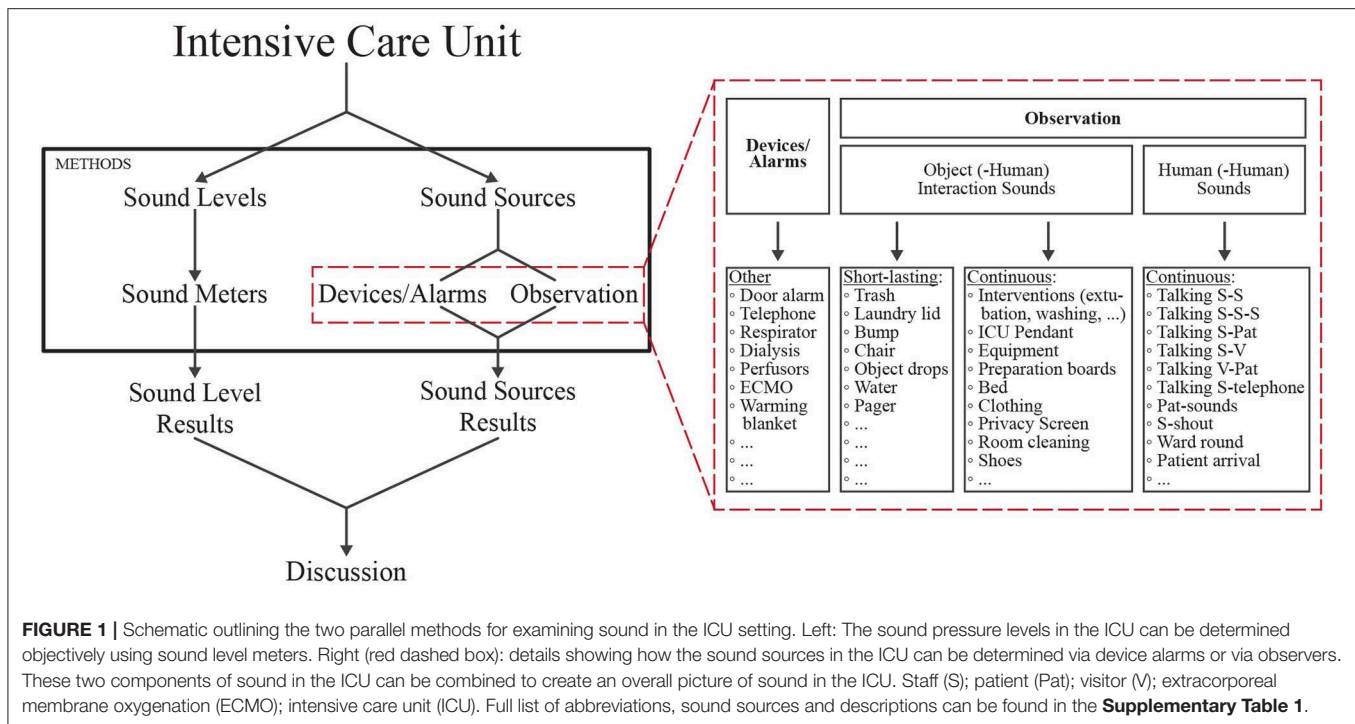 Intensive Care Unit
METHODS
Sound Levels
Sound Sources
Sound Meters
Devices/Alarms
Observation
Sound Level
Results
Sound Sources
Results
Discussion
Devices/
Alarms
Observation
Object (-Human)
Interaction Sounds
Human (-Human)
Sounds
Other
◦ Door alarm
◦ Telephone
◦ Respirator
◦ Dialysis
◦ Perfusors
◦ ECMO
◦ Warming
blanket
◦ ...
◦ ...
◦ ...
Short-lasting:
◦ Trash
◦ Laundry lid
◦ Bump
◦ Chair
◦ Object drops
◦ Water
◦ Pager
◦ ...
◦ ...
◦ ...
Continuous:
◦ Interventions (extu-
bation, washing, ...)
◦ ICU Pendant
◦ Equipment
◦ Preparation boards
◦ Bed
◦ Clothing
◦ Privacy Screen
◦ Room cleaning
◦ Shoes
◦ ...
Continuous:
◦ Talking S-S
◦ Talking S-S-S
◦ Talking S-Pat
◦ Talking S-V
◦ Talking V-Pat
◦ Talking S-telephone
◦ Pat-sounds
◦ S-shout
◦ Ward round
◦ Patient arrival
◦ ...
FIGURE 1 | Schematic outlining the two parallel methods for examining sound in the ICU setting. Left: The sound pressure levels in the ICU can be determined
objectively using sound level meters. Right (red dashed box): details showing how the sound sources in the ICU can be determined via device alarms or via observers.
These two components of sound in the ICU can be combined to create an overall picture of sound in the ICU. Staff (S); patient (Pat); visitor (V); extracorporeal
membrane oxygenation (ECMO); intensive care unit (ICU). Full list of abbreviations, sound sources and descriptions can be found in the Supplementary Table 1.